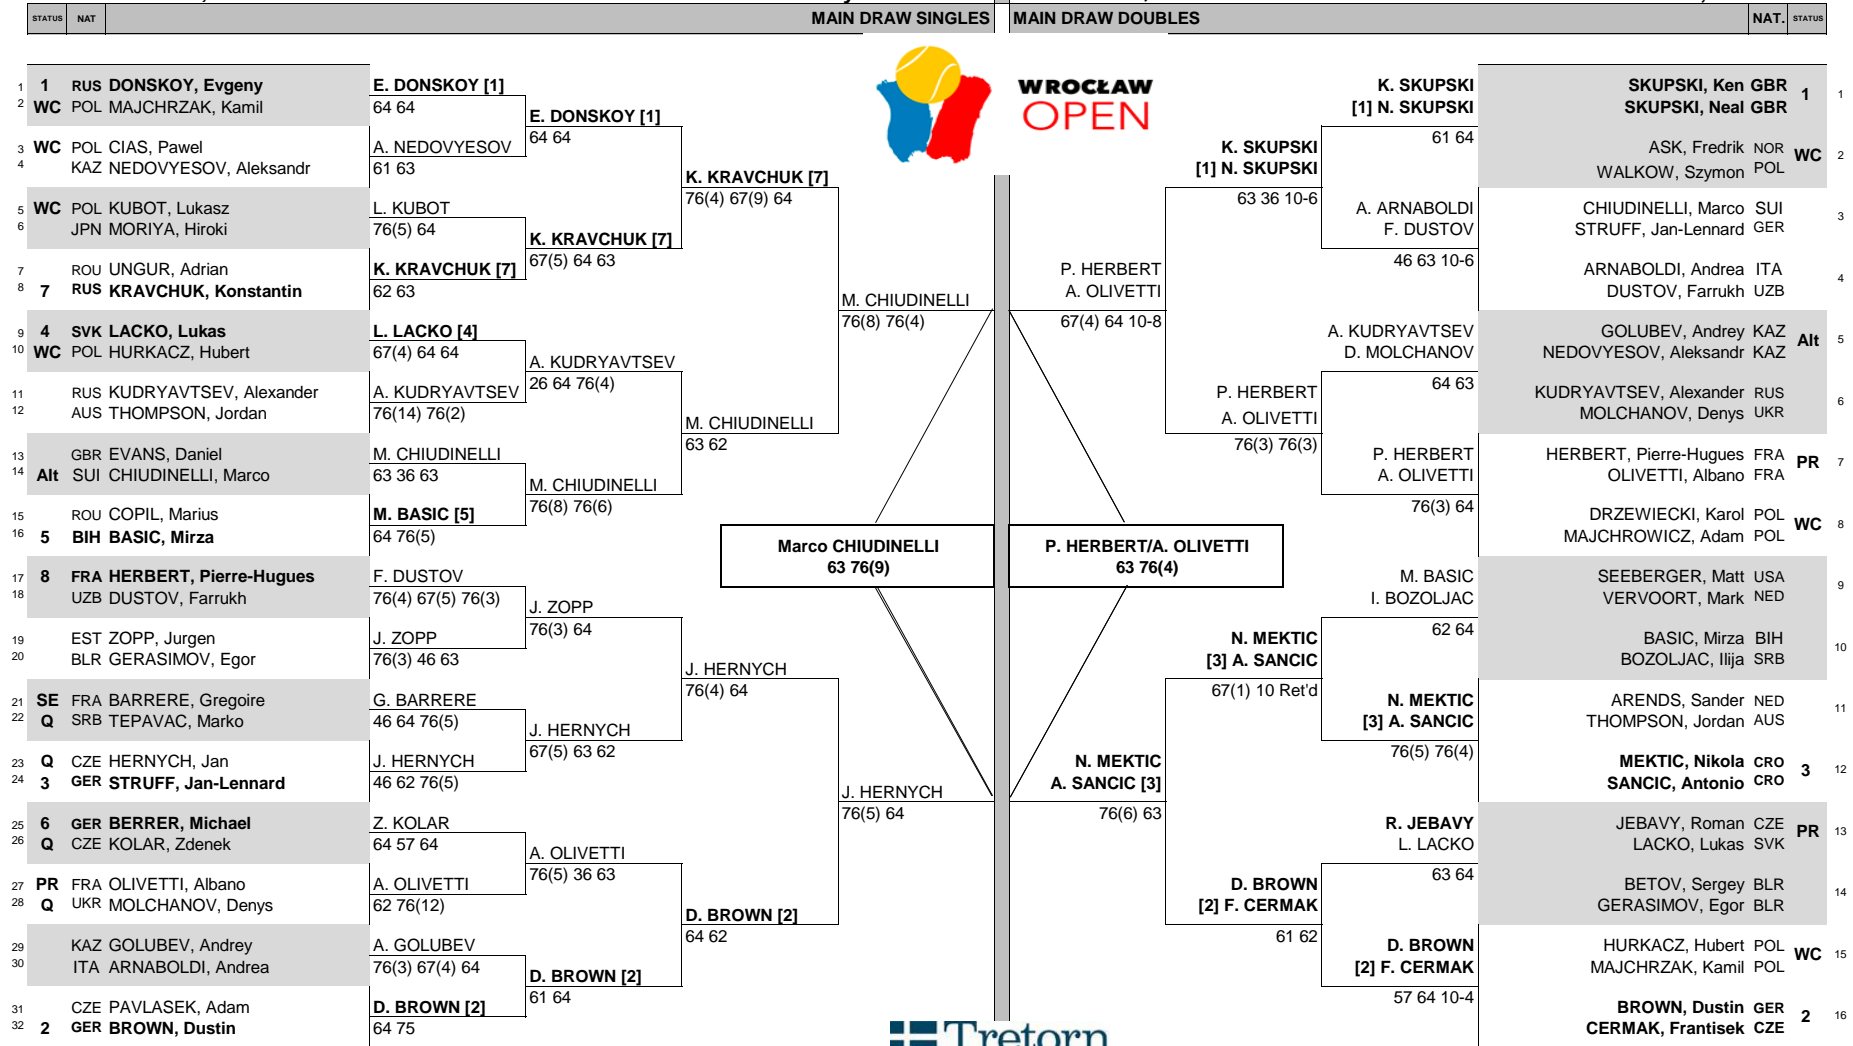 STATUS NAT MAIN DRAW SINGLES MAIN DRAW DOUBLES NAT. STATUS
WROCŁAW
OPEN
1 1 RUS DONSKOY, Evgeny
2 WC POL MAJCHRZAK, Kamil
3 WC POL CIAS, Pawel
4 KAZ NEDOVYESOV, Aleksandr
5 WC POL KUBOT, Lukasz
6 JPN MORIYA, Hiroki
7 ROU UNGUR, Adrian
8 7 RUS KRAVCHUK, Konstantin
9 4 SVK LACKO, Lukas
10 WC POL HURKACZ, Hubert
11 RUS KUDRYAVTSEV, Alexander
12 AUS THOMPSON, Jordan
13 GBR EVANS, Daniel
14 Alt SUI CHIUDINELLI, Marco
15 ROU COPIL, Marius
16 5 BIH BASIC, Mirza
17 8 FRA HERBERT, Pierre-Hugues
18 UZB DUSTOV, Farrukh
19 EST ZOPP, Jurgen
20 BLR GERASIMOV, Egor
21 SE FRA BARRERE, Gregoire
22 Q SRB TEPAVAC, Marko
23 Q CZE HERNYCH, Jan
24 3 GER STRUFF, Jan-Lennard
25 6 GER BERRER, Michael
26 Q CZE KOLAR, Zdenek
27 PR FRA OLIVETTI, Albano
28 Q UKR MOLCHANOV, Denys
29 KAZ GOLUBEV, Andrey
30 ITA ARNABOLDI, Andrea
31 CZE PAVLASEK, Adam
32 2 GER BROWN, Dustin
E. DONSKOY [1]
64 64
A. NEDOVYESOV
61 63
L. KUBOT
76(5) 64
K. KRAVCHUK [7]
62 63
L. LACKO [4]
67(4) 64 64
A. KUDRYAVTSEV
76(14) 76(2)
M. CHIUDINELLI
63 36 63
M. BASIC [5]
64 76(5)
F. DUSTOV
76(4) 67(5) 76(3)
J. ZOPP
76(3) 46 63
G. BARRERE
46 64 76(5)
J. HERNYCH
46 62 76(5)
Z. KOLAR
64 57 64
A. OLIVETTI
62 76(12)
A. GOLUBEV
76(3) 67(4) 64
D. BROWN [2]
64 75
E. DONSKOY [1]
64 64
K. KRAVCHUK [7]
67(5) 64 63
A. KUDRYAVTSEV
26 64 76(4)
M. CHIUDINELLI
76(8) 76(6)
J. ZOPP
76(3) 64
J. HERNYCH
67(5) 63 62
A. OLIVETTI
76(5) 36 63
D. BROWN [2]
61 64
K. KRAVCHUK [7]
76(4) 67(9) 64
M. CHIUDINELLI
63 62
J. HERNYCH
76(4) 64
D. BROWN [2]
64 62
M. CHIUDINELLI
76(8) 76(4)
J. HERNYCH
76(5) 64
Marco CHIUDINELLI
63 76(9)
P. HERBERT/A. OLIVETTI
63 76(4)
P. HERBERT
A. OLIVETTI
67(4) 64 10-8
N. MEKTIC
A. SANCIC [3]
76(6) 63
K. SKUPSKI
[1] N. SKUPSKI
63 36 10-6
P. HERBERT
A. OLIVETTI
76(3) 76(3)
N. MEKTIC
[3] A. SANCIC
67(1) 10 Ret'd
D. BROWN
[2] F. CERMAK
61 62
K. SKUPSKI
[1] N. SKUPSKI
61 64
A. ARNABOLDI
F. DUSTOV
46 63 10-6
A. KUDRYAVTSEV
D. MOLCHANOV
64 63
P. HERBERT
A. OLIVETTI
76(3) 64
M. BASIC
I. BOZOLJAC
62 64
N. MEKTIC
[3] A. SANCIC
76(5) 76(4)
R. JEBAVY
L. LACKO
63 64
D. BROWN
[2] F. CERMAK
57 64 10-4
SKUPSKI, Ken GBR 1 1
SKUPSKI, Neal GBR
ASK, Fredrik NOR WC 2
WALKOW, Szymon POL
CHIUDINELLI, Marco SUI 3
STRUFF, Jan-Lennard GER
ARNABOLDI, Andrea ITA 4
DUSTOV, Farrukh UZB
GOLUBEV, Andrey KAZ Alt 5
NEDOVYESOV, Aleksandr KAZ
KUDRYAVTSEV, Alexander RUS 6
MOLCHANOV, Denys UKR
HERBERT, Pierre-Hugues FRA PR 7
OLIVETTI, Albano FRA
DRZEWIECKI, Karol POL WC 8
MAJCHROWICZ, Adam POL
SEEBERGER, Matt USA 9
VERVOORT, Mark NED
BASIC, Mirza BIH 10
BOZOLJAC, Ilija SRB
ARENDS, Sander NED 11
THOMPSON, Jordan AUS
MEKTIC, Nikola CRO 3 12
SANCIC, Antonio CRO
JEBAVY, Roman CZE PR 13
LACKO, Lukas SVK
BETOV, Sergey BLR 14
GERASIMOV, Egor BLR
HURKACZ, Hubert POL WC 15
MAJCHRZAK, Kamil POL
BROWN, Dustin GER 2 16
CERMAK, Frantisek CZE
Tretorn